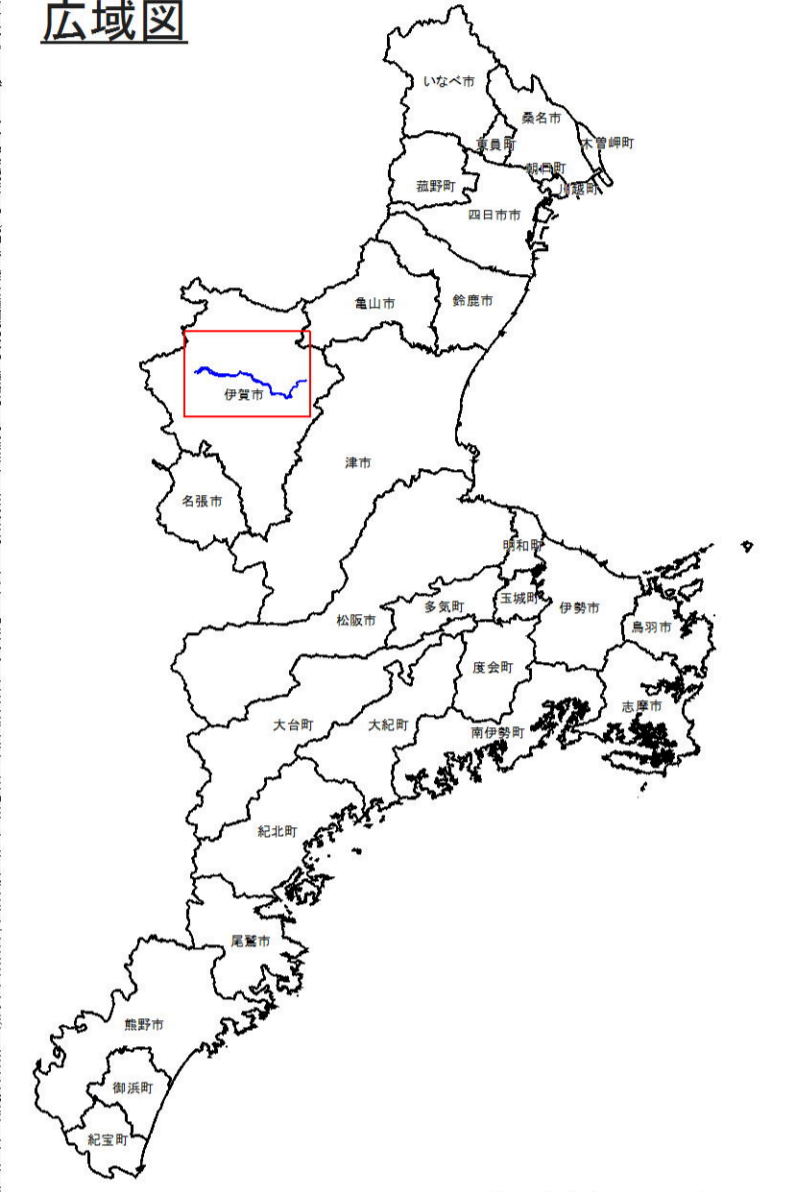 広域図
いなべ市
桑名市
東員町
木曽岬町
朝日町
菰野町
川越町
四日市市
亀山市
鈴鹿市
伊賀市
津市
名張市
明和町
玉城町
多気町
伊勢市
松阪市
鳥羽市
度会町
志摩市
大台町
大紀町
南伊勢町
紀北町
尾鷲市
熊野市
御浜町
紀宝町